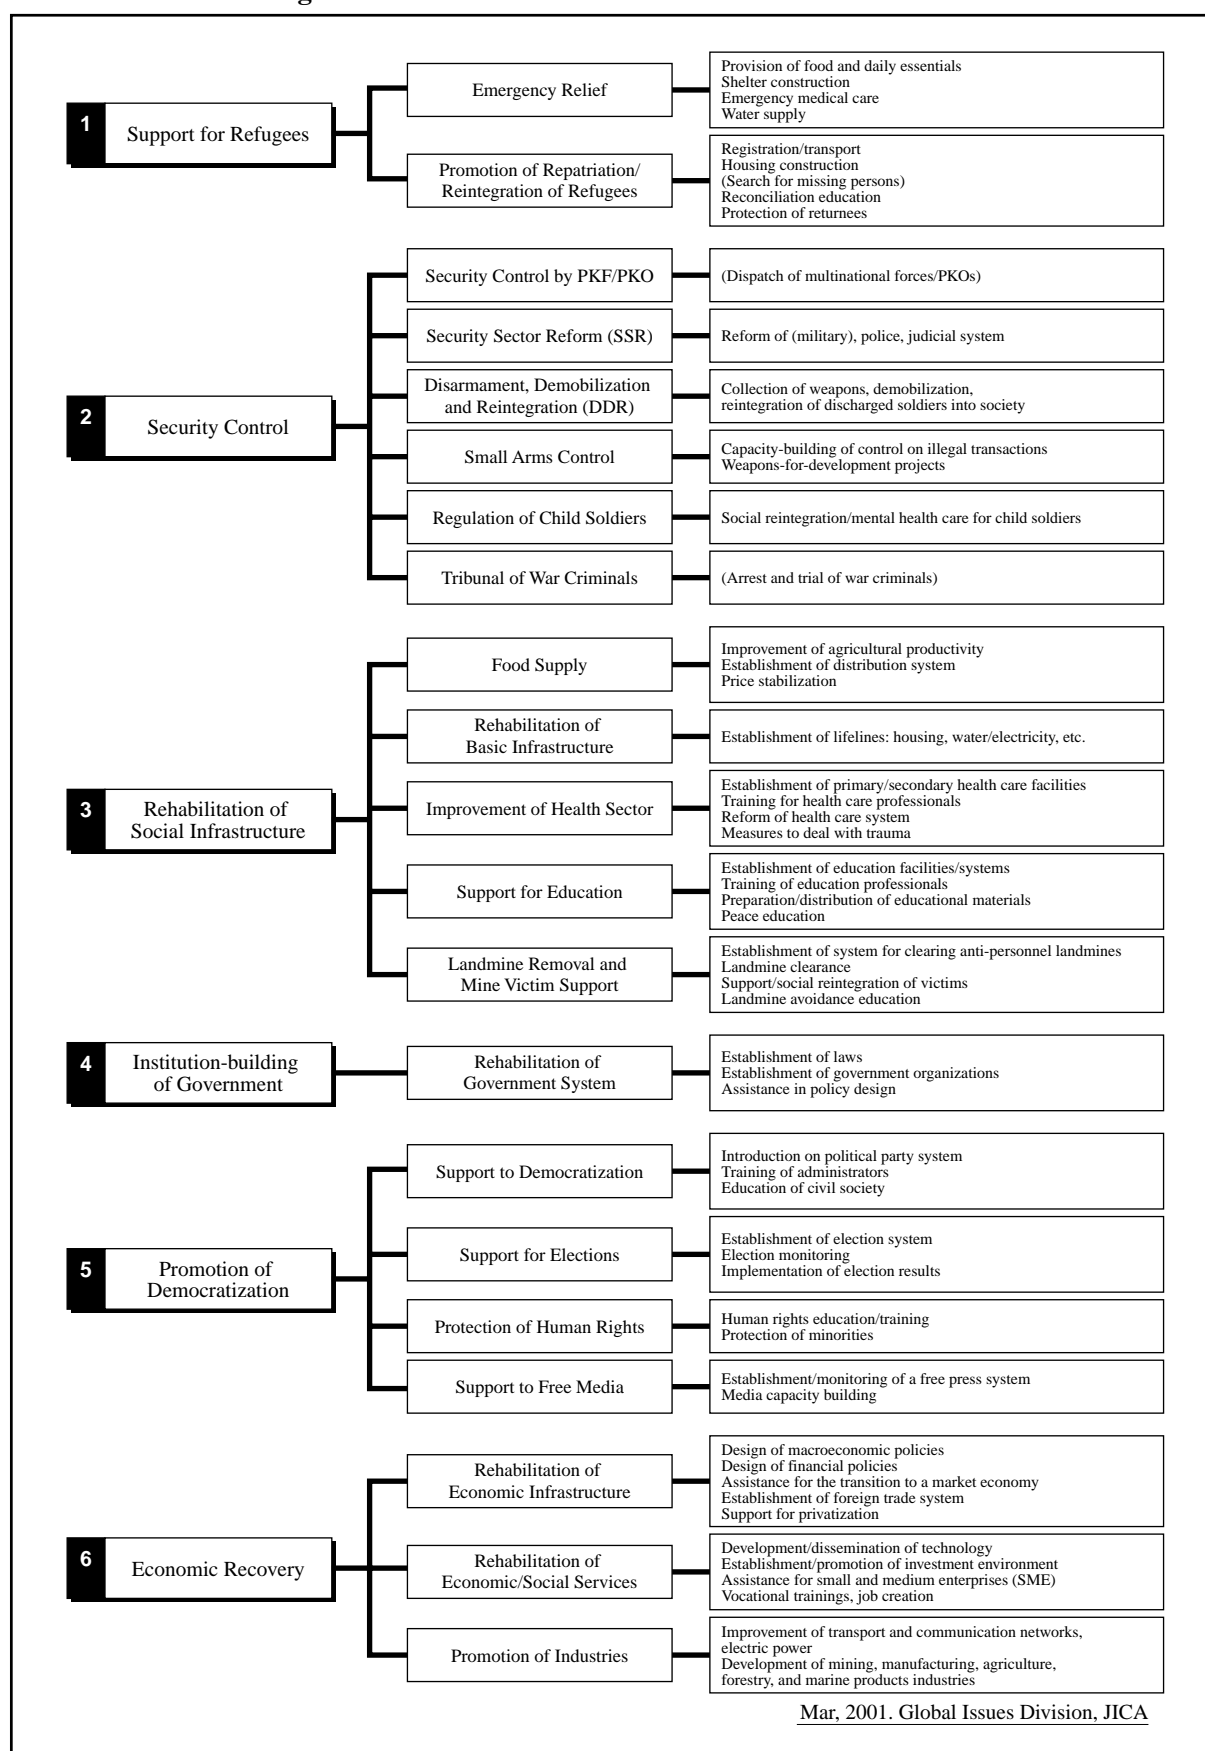 1
Support for Refugees
Emergency Relief
Provision of food and daily essentials
Shelter construction
Emergency medical care
Water supply
Promotion of Repatriation/
Reintegration of Refugees
Registration/transport
Housing construction
(Search for missing persons)
Reconciliation education
Protection of returnees
2
Security Control
Security Control by PKF/PKO
(Dispatch of multinational forces/PKOs)
Security Sector Reform (SSR)
Reform of (military), police, judicial system
Disarmament, Demobilization
and Reintegration (DDR)
Collection of weapons, demobilization,
reintegration of discharged soldiers into society
Small Arms Control
Capacity-building of control on illegal transactions
Weapons-for-development projects
Regulation of Child Soldiers
Social reintegration/mental health care for child soldiers
Tribunal of War Criminals
(Arrest and trial of war criminals)
3
Rehabilitation of
Social Infrastructure
Food Supply
Improvement of agricultural productivity
Establishment of distribution system
Price stabilization
Rehabilitation of
Basic Infrastructure
Establishment of lifelines: housing, water/electricity, etc.
Improvement of Health Sector
Establishment of primary/secondary health care facilities
Training for health care professionals
Reform of health care system
Measures to deal with trauma
Support for Education
Establishment of education facilities/systems
Training of education professionals
Preparation/distribution of educational materials
Peace education
Landmine Removal and
Mine Victim Support
Establishment of system for clearing anti-personnel landmines
Landmine clearance
Support/social reintegration of victims
Landmine avoidance education
4
Institution-building
of Government
Rehabilitation of
Government System
Establishment of laws
Establishment of government organizations
Assistance in policy design
5
Promotion of
Democratization
Support to Democratization
Introduction on political party system
Training of administrators
Education of civil society
Support for Elections
Establishment of election system
Election monitoring
Implementation of election results
Protection of Human Rights
Human rights education/training
Protection of minorities
Support to Free Media
Establishment/monitoring of a free press system
Media capacity building
6
Economic Recovery
Rehabilitation of
Economic Infrastructure
Design of macroeconomic policies
Design of financial policies
Assistance for the transition to a market economy
Establishment of foreign trade system
Support for privatization
Rehabilitation of
Economic/Social Services
Development/dissemination of technology
Establishment/promotion of investment environment
Assistance for small and medium enterprises (SME)
Vocational trainings, job creation
Promotion of Industries
Improvement of transport and communication networks,
electric power
Development of mining, manufacturing, agriculture,
forestry, and marine products industries
Mar, 2001. Global Issues Division, JICA